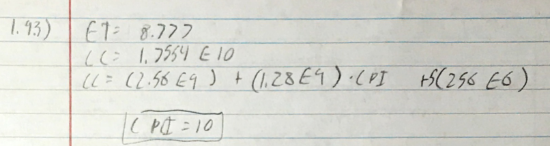 1.93) ET= 8.777
CC= 1.7554 E10
CC= (2.56 E9) + (1.28 E9) · CPI +5(256 E6)
CPI = 10